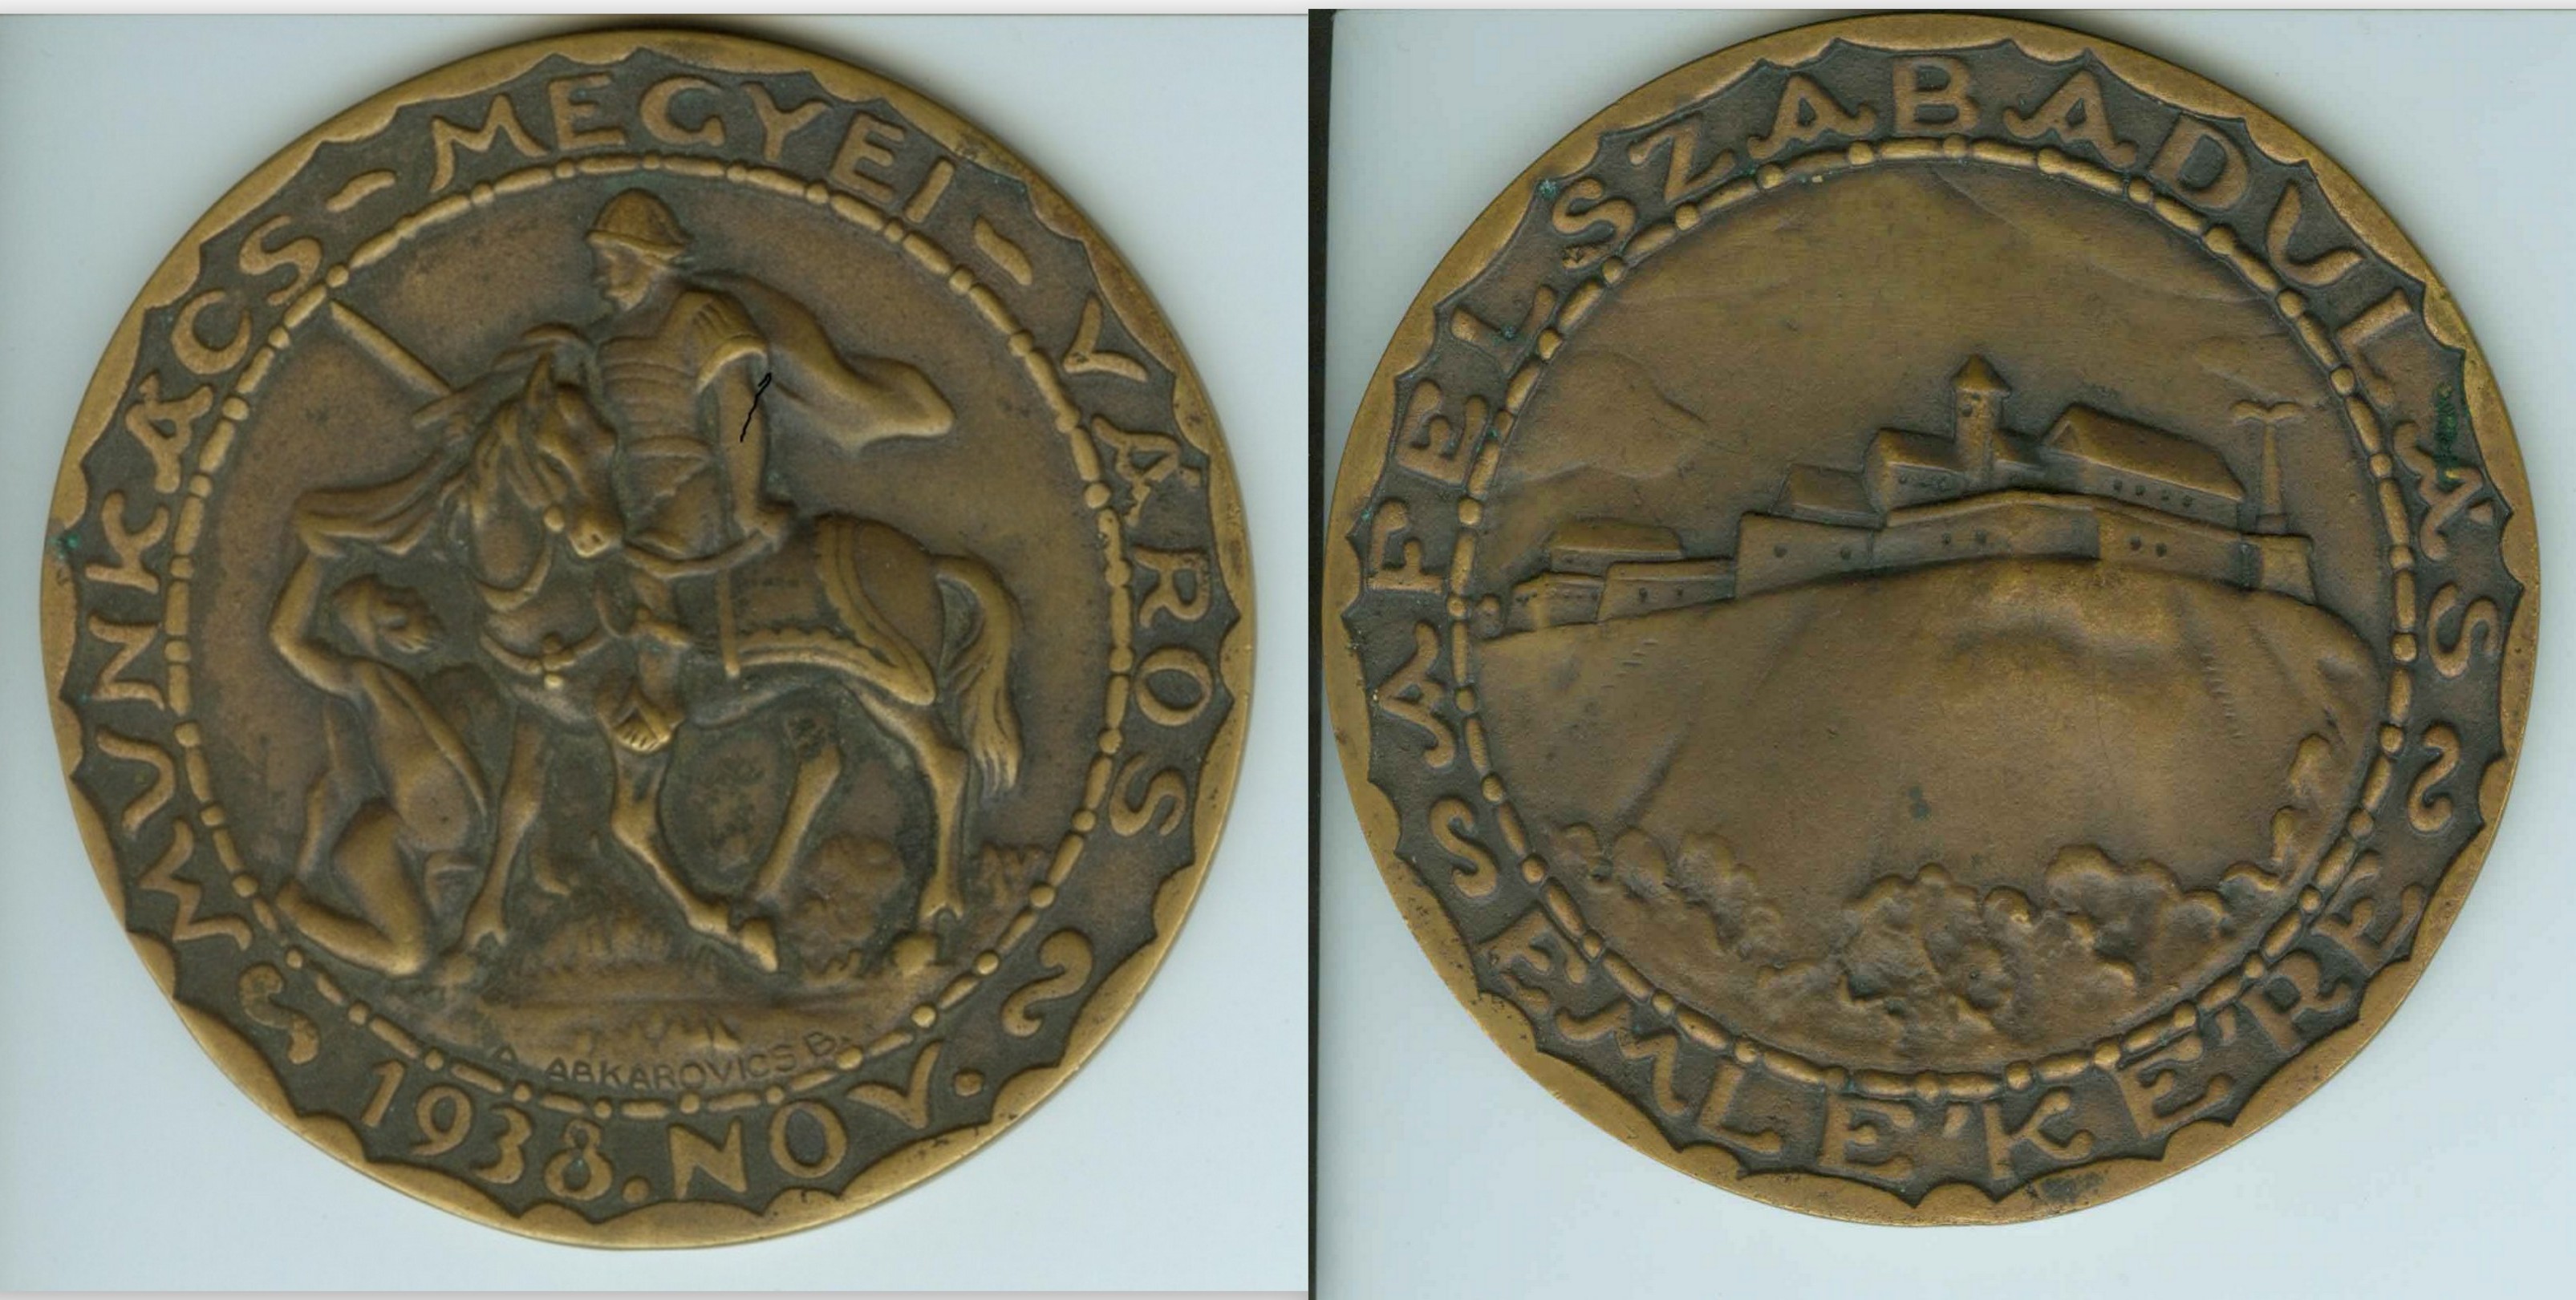 MUNKÁCS - MEGYEI - VÁROS
1938. NOV.
A. ABKAROVICS B.
A FELSZABADULÁS
EMLÉKÉRE